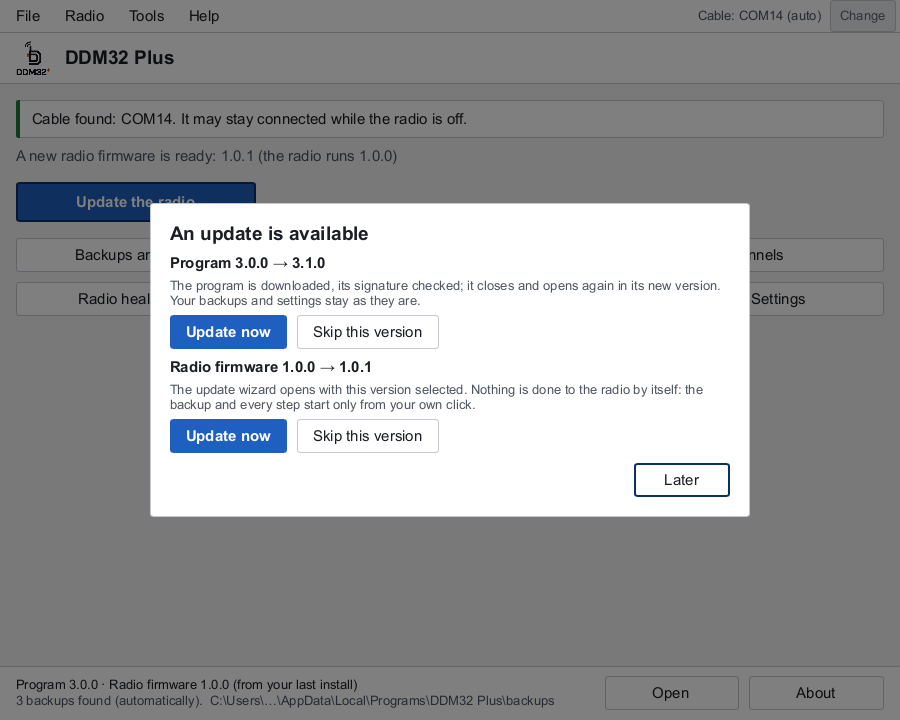 File Radio Tools Help Cable: COM14 (auto) Change
DDM32+ DDM32 Plus
Cable found: COM14. It may stay connected while the radio is off.
A new radio firmware is ready: 1.0.1 (the radio runs 1.0.0)
Update the radio
An update is available
Program 3.0.0 → 3.1.0
The program is downloaded, its signature checked; it closes and opens again in its new version.
Your backups and settings stay as they are.
Update now Skip this version
Radio firmware 1.0.0 → 1.0.1
The update wizard opens with this version selected. Nothing is done to the radio by itself: the
backup and every step start only from your own click.
Update now Skip this version
Later
Backups
Radio
Settings
Program 3.0.0 · Radio firmware 1.0.0 (from your last install)
3 backups found (automatically). C:\Users\…\AppData\Local\Programs\DDM32 Plus\backups
Open About